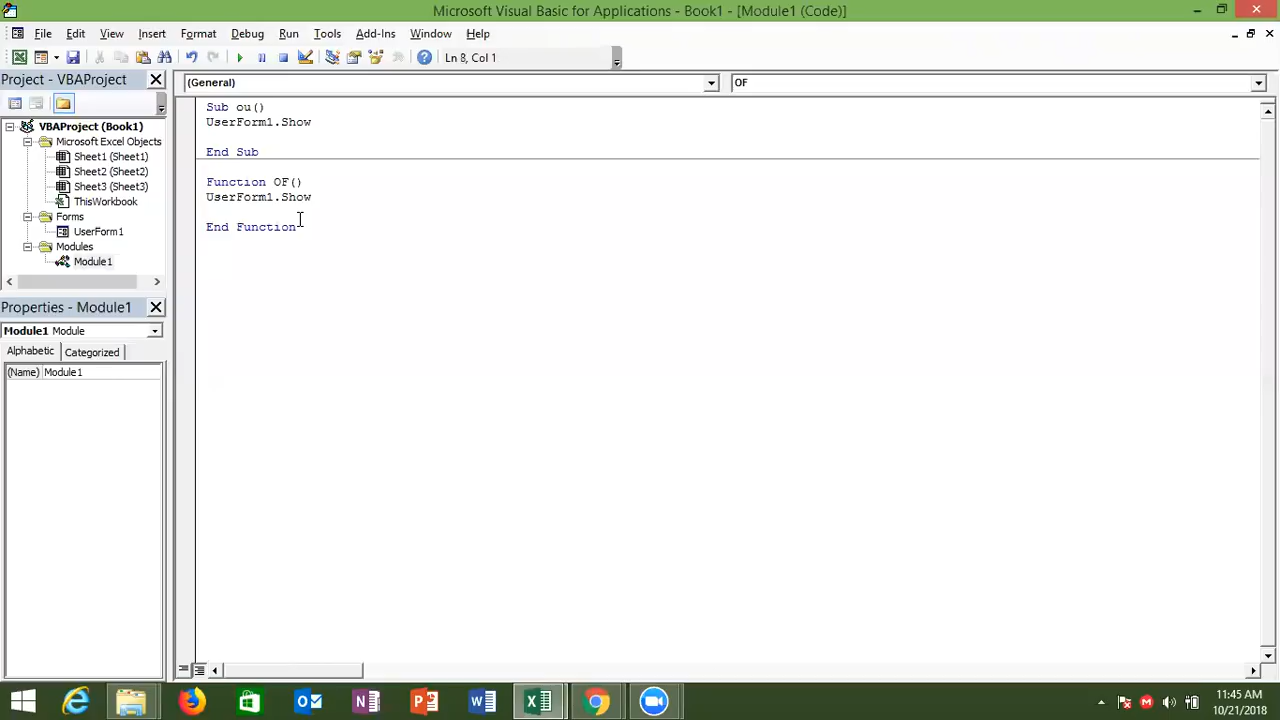 Microsoft Visual Basic for Applications - Book1 - [Module1 (Code)]
File Edit View Insert Format Debug Run Tools Add-Ins Window Help
Ln 8, Col 1
Project - VBAProject
(General)
OF
VBAProject (Book1)
Microsoft Excel Objects
Sheet1 (Sheet1)
Sheet2 (Sheet2)
Sheet3 (Sheet3)
ThisWorkbook
Forms
UserForm1
Modules
Module1
Properties - Module1
Module1 Module
Alphabetic Categorized
(Name) Module1
Sub ou()
UserForm1.Show
End Sub
Function OF()
UserForm1.Show
End Function
11:45 AM
10/21/2018